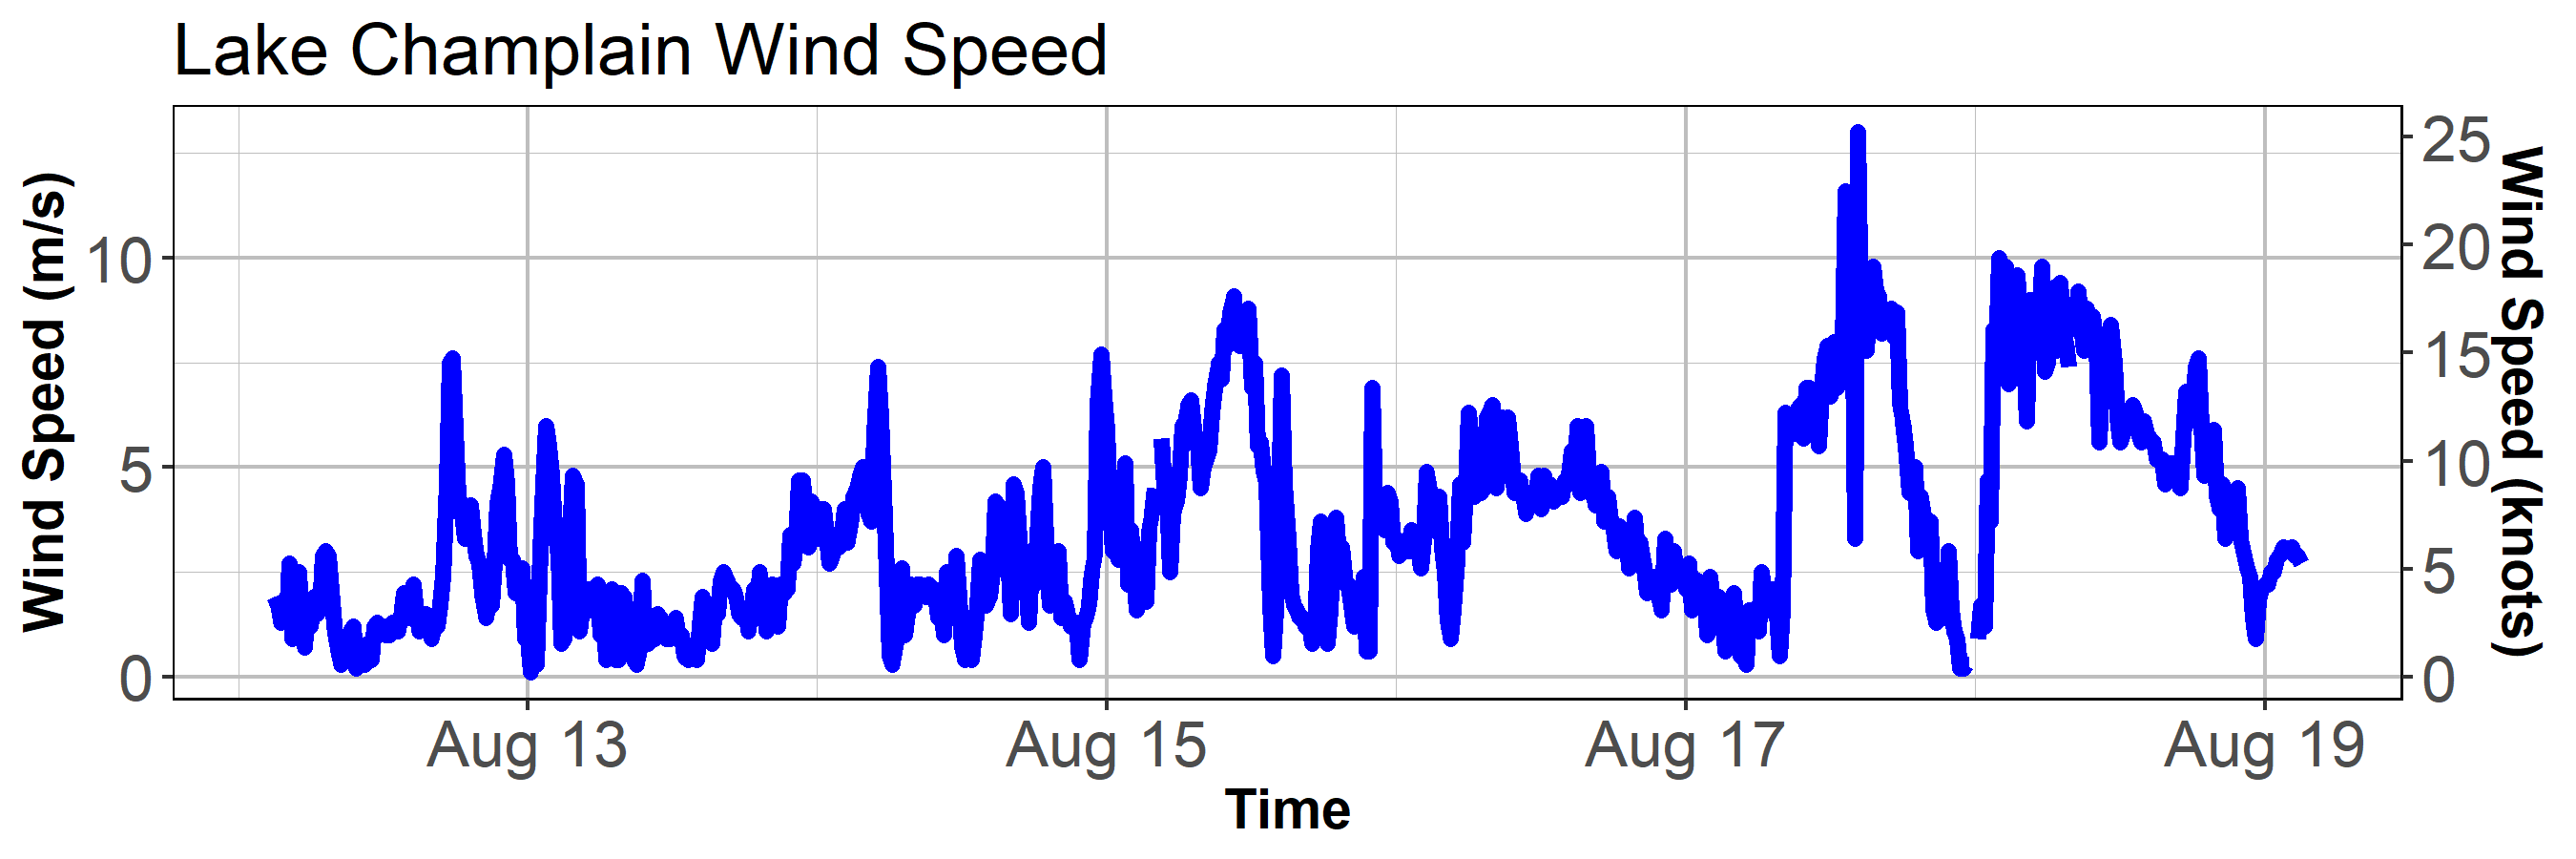 Lake Champlain Wind Speed
Wind Speed (m/s)
10
5
0
25
20
15
10
5
0
Wind Speed (knots)
Aug 13
Aug 15
Aug 17
Aug 19
Time